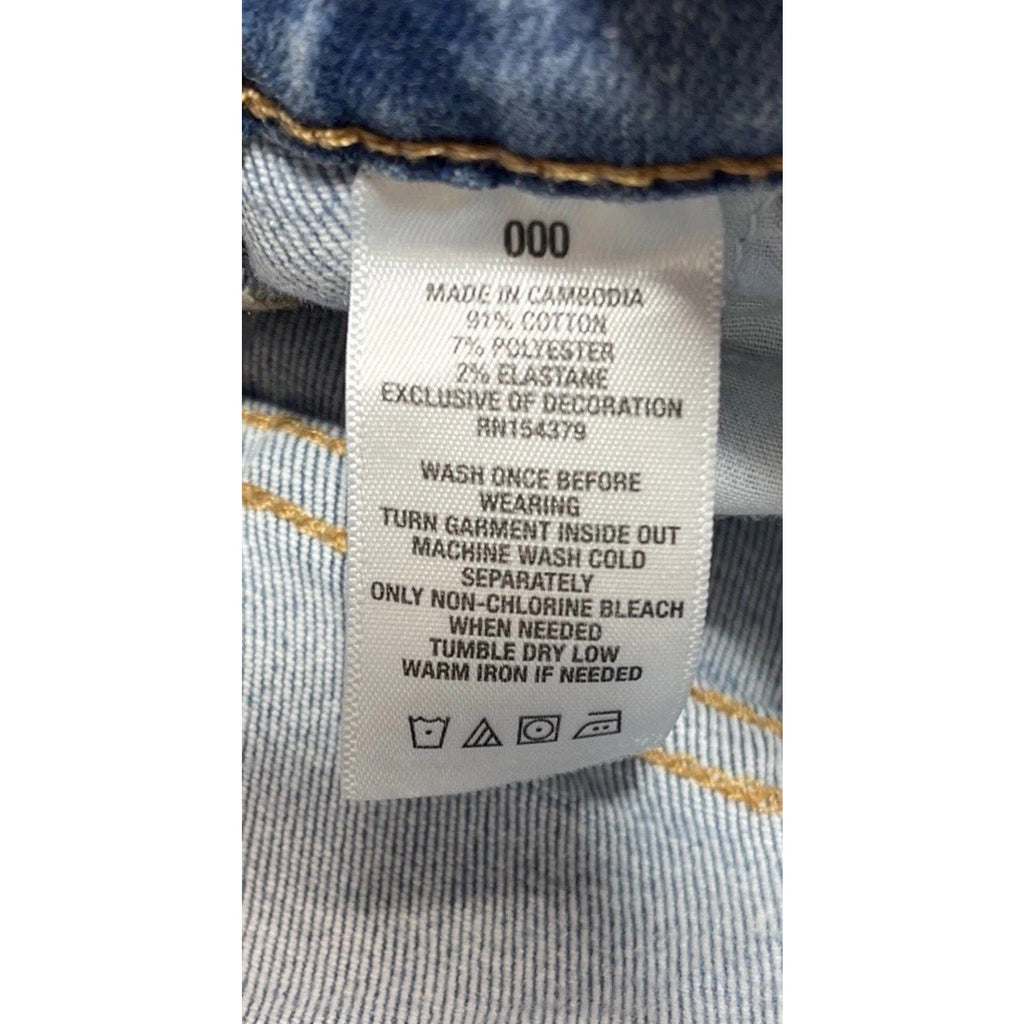 000
MADE IN CAMBODIA
91% COTTON
7% POLYESTER
2% ELASTANE
EXCLUSIVE OF DECORATION
RN154379
WASH ONCE BEFORE
WEARING
TURN GARMENT INSIDE OUT
MACHINE WASH COLD
SEPARATELY
ONLY NON-CHLORINE BLEACH
WHEN NEEDED
TUMBLE DRY LOW
WARM IRON IF NEEDED